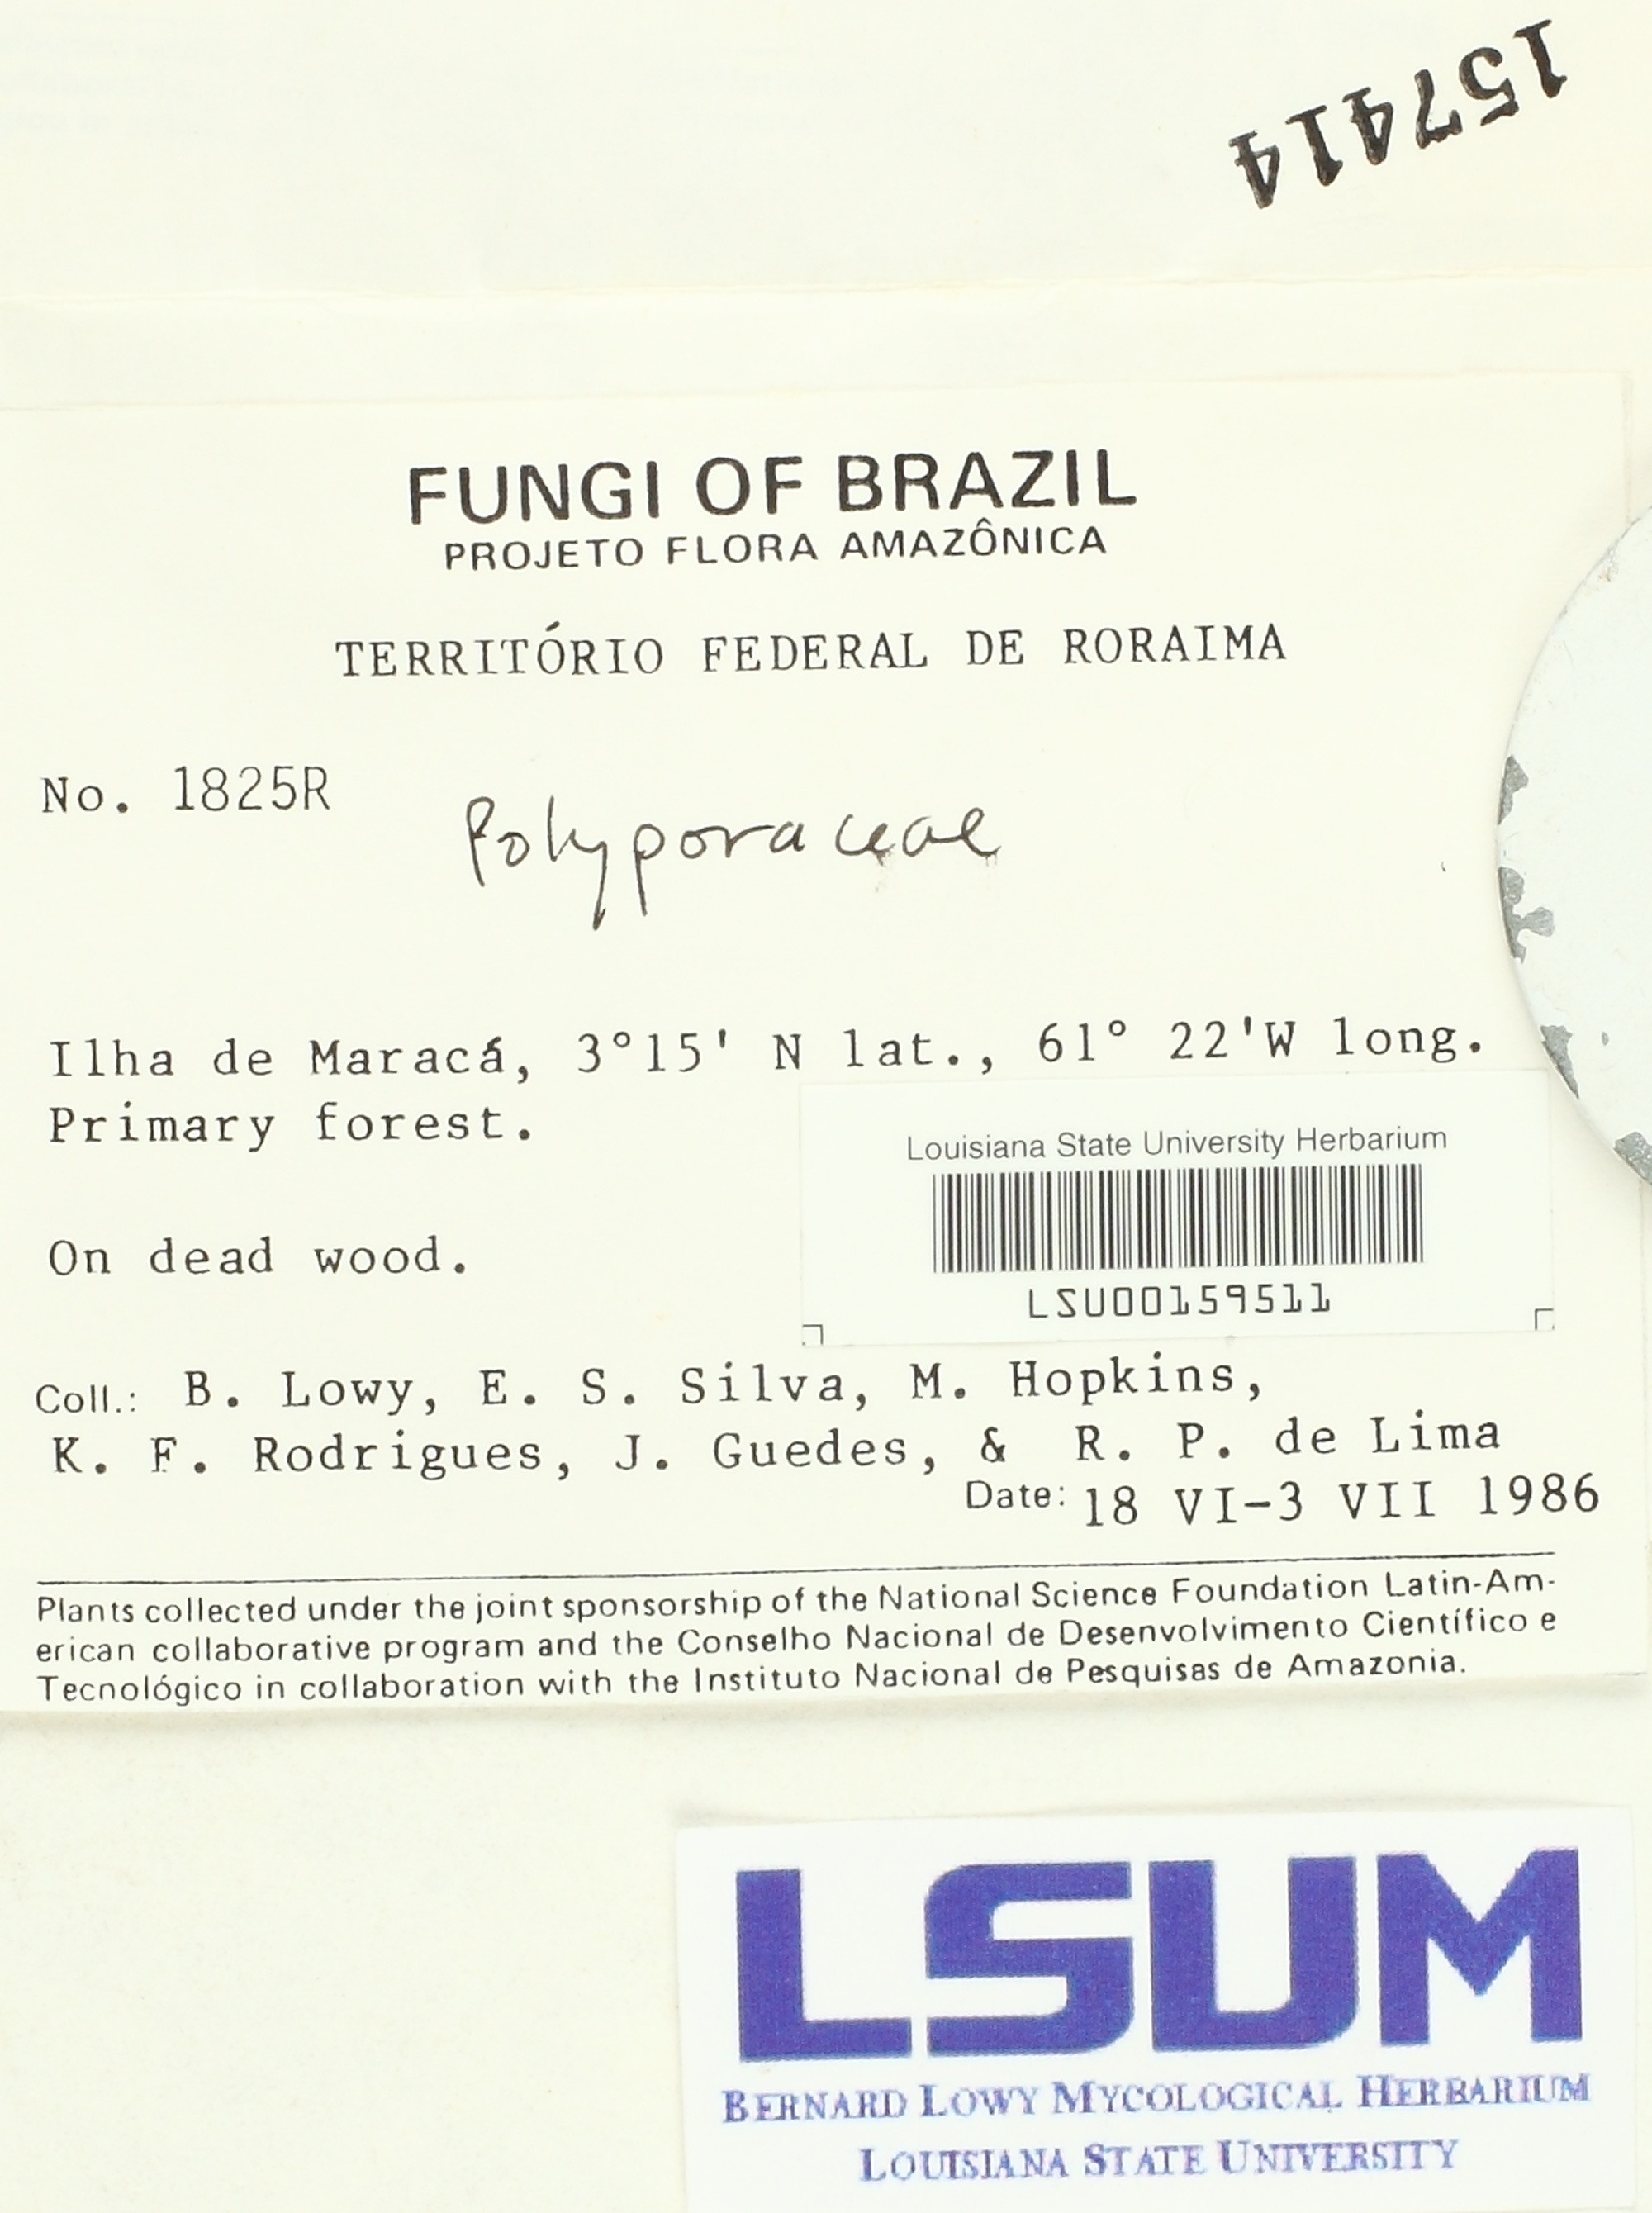 157414
FUNGI OF BRAZIL
PROJETO FLORA AMAZÔNICA
TERRITÓRIO FEDERAL DE RORAIMA
No. 1825R
Polyporaceae
Ilha de Maracá, 3°15' N lat., 61° 22'W long.
Primary forest.
Louisiana State University Herbarium
LSU00159511
On dead wood.
Coll.: B. Lowy, E. S. Silva, M. Hopkins,
K. F. Rodrigues, J. Guedes, & R. P. de Lima
Date: 18 VI-3 VII 1986
Plants collected under the joint sponsorship of the National Science Foundation Latin-Am-
erican collaborative program and the Conselho Nacional de Desenvolvimento Científico e
Tecnológico in collaboration with the Instituto Nacional de Pesquisas de Amazonia.
LSUM
BERNARD LOWY MYCOLOGICAL HERBARIUM
LOUISIANA STATE UNIVERSITY